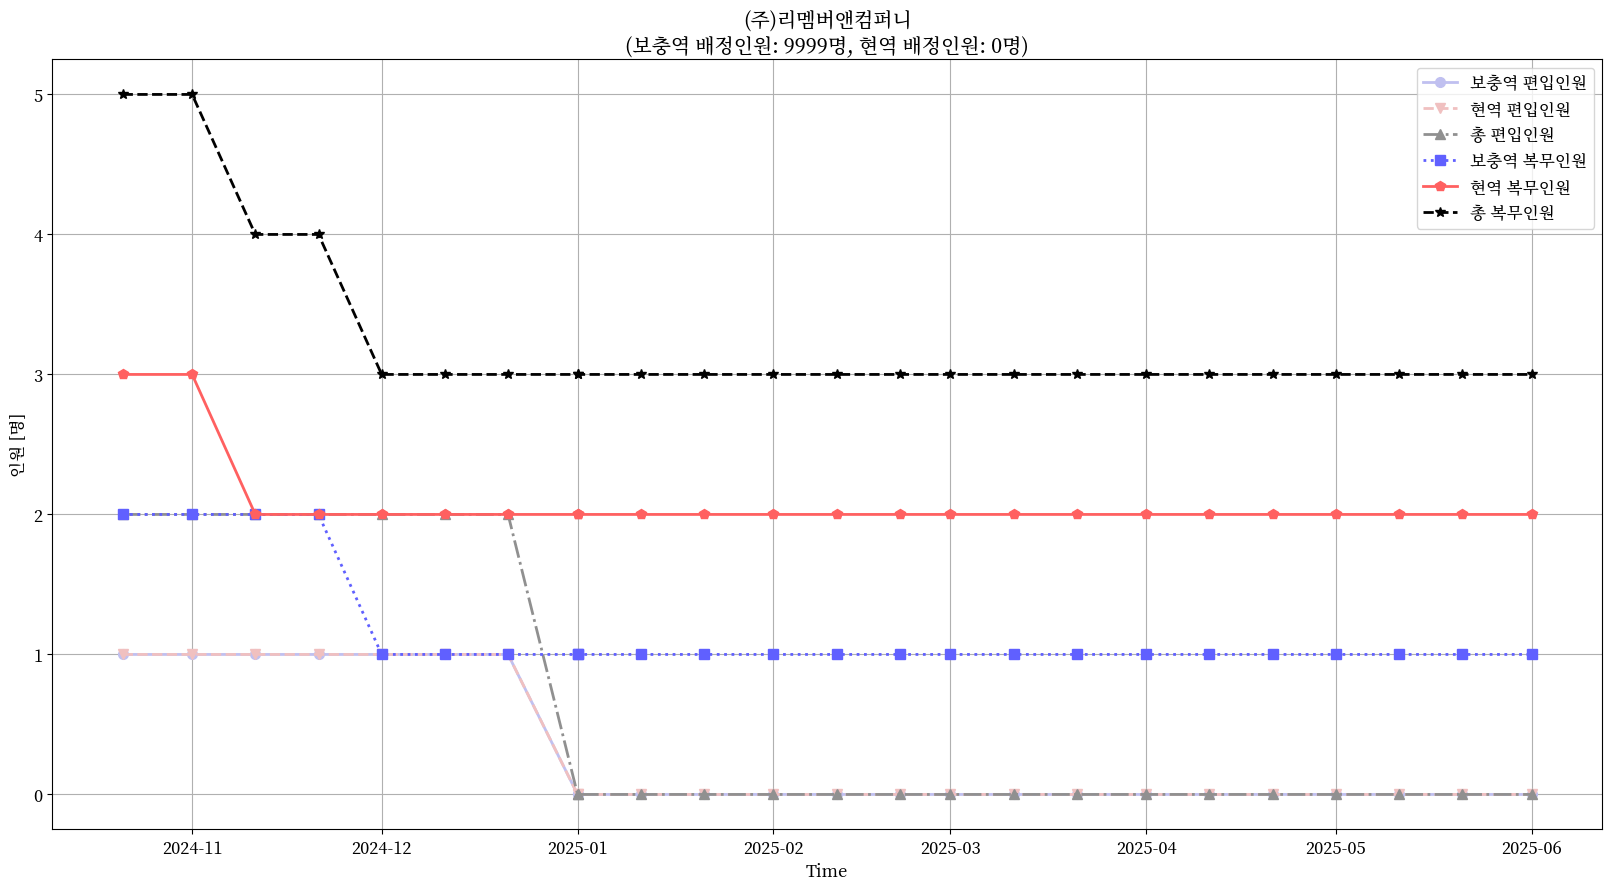 (주)리멤버앤컴퍼니
(보충역 배정인원: 9999명, 현역 배정인원: 0명)
보충역 편입인원
현역 편입인원
총 편입인원
보충역 복무인원
현역 복무인원
총 복무인원
인원 [명]
5
4
3
2
1
0
2024-11
2024-12
2025-01
2025-02
2025-03
2025-04
2025-05
2025-06
Time